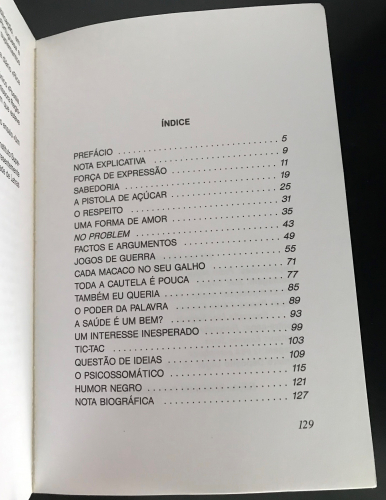 ÍNDICE
PREFÁCIO 5
NOTA EXPLICATIVA 9
FORÇA DE EXPRESSÃO 11
SABEDORIA 19
A PISTOLA DE AÇÚCAR 25
O RESPEITO 31
UMA FORMA DE AMOR 35
NO PROBLEM 43
FACTOS E ARGUMENTOS 49
JOGOS DE GUERRA 55
CADA MACACO NO SEU GALHO 71
TODA A CAUTELA É POUCA 77
TAMBÉM EU QUERIA 85
O PODER DA PALAVRA 89
A SAÚDE É UM BEM? 93
UM INTERESSE INESPERADO 99
TIC-TAC 103
QUESTÃO DE IDEIAS 109
O PSICOSSOMÁTICO 115
HUMOR NEGRO 121
NOTA BIOGRÁFICA 127
129